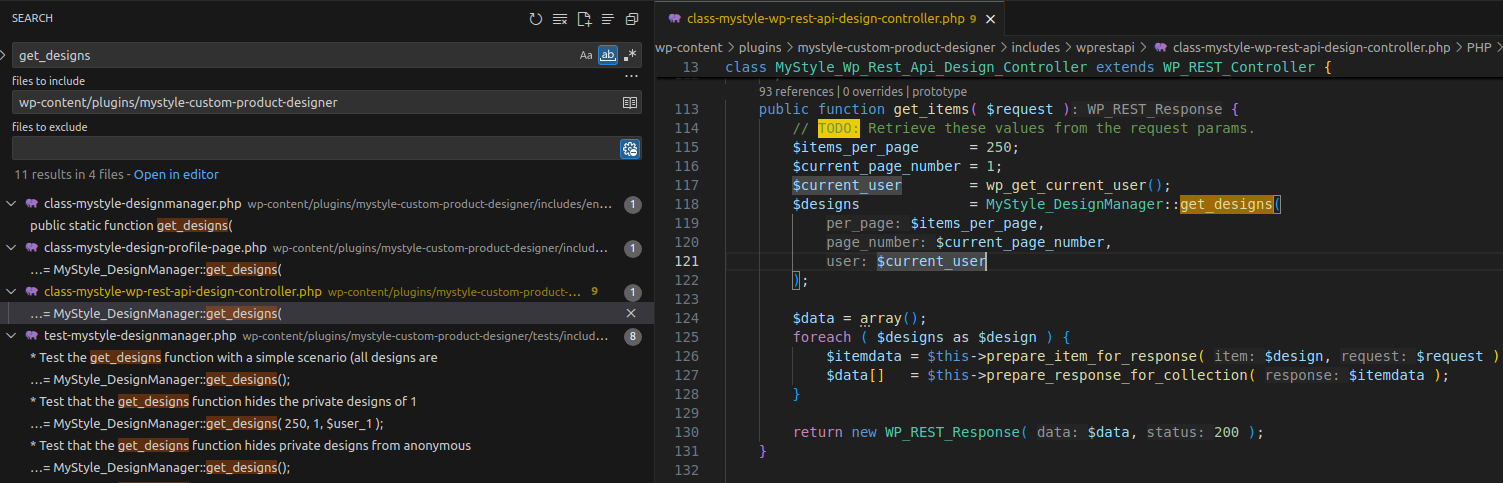 SEARCH
get_designs
Aa ab .*
files to include
...
wp-content/plugins/mystyle-custom-product-designer
files to exclude
11 results in 4 files - Open in editor
class-mystyle-designmanager.php wp-content/plugins/mystyle-custom-product-designer/includes/en... 1
public static function get_designs(
class-mystyle-design-profile-page.php wp-content/plugins/mystyle-custom-product-designer/includ... 1
...= MyStyle_DesignManager::get_designs(
class-mystyle-wp-rest-api-design-controller.php wp-content/plugins/mystyle-custom-product-... 9 1
...= MyStyle_DesignManager::get_designs(
test-mystyle-designmanager.php wp-content/plugins/mystyle-custom-product-designer/tests/includ... 8
* Test the get_designs function with a simple scenario (all designs are
...= MyStyle_DesignManager::get_designs();
* Test that the get_designs function hides the private designs of 1
...= MyStyle_DesignManager::get_designs( 250, 1, $user_1 );
* Test that the get_designs function hides private designs from anonymous
...= MyStyle_DesignManager::get_designs();
class-mystyle-wp-rest-api-design-controller.php 9
wp-content > plugins > mystyle-custom-product-designer > includes > wprestapi > class-mystyle-wp-rest-api-design-controller.php > PHP >
13 class MyStyle_Wp_Rest_Api_Design_Controller extends WP_REST_Controller {
93 references | 0 overrides | prototype
113 public function get_items( $request ): WP_REST_Response {
114 // TODO: Retrieve these values from the request params.
115 $items_per_page = 250;
116 $current_page_number = 1;
117 $current_user = wp_get_current_user();
118 $designs = MyStyle_DesignManager::get_designs(
119 per_page: $items_per_page,
120 page_number: $current_page_number,
121 user: $current_user
122 );
123
124 $data = array();
125 foreach ( $designs as $design ) {
126 $itemdata = $this->prepare_item_for_response( item: $design, request: $request )
127 $data[] = $this->prepare_response_for_collection( response: $itemdata );
128 }
129
130 return new WP_REST_Response( data: $data, status: 200 );
131 }
132